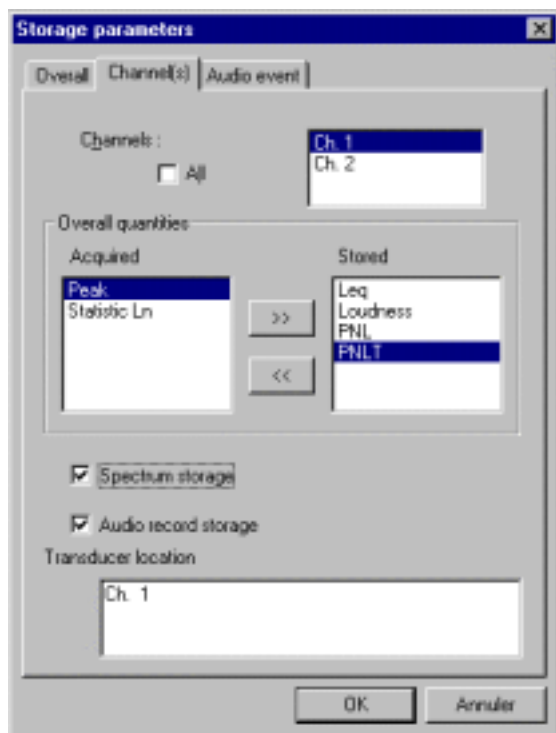 Storage parameters
Overall Channel(s) Audio event
Channels :
All
Ch. 1
Ch. 2
Overall quantities
Acquired
Stored
Peak
Statistic Ln
>>
<<
Leq
Loudness
PNL
PNLT
Spectrum storage
Audio record storage
Transducer location
Ch. 1
OK
Annuler